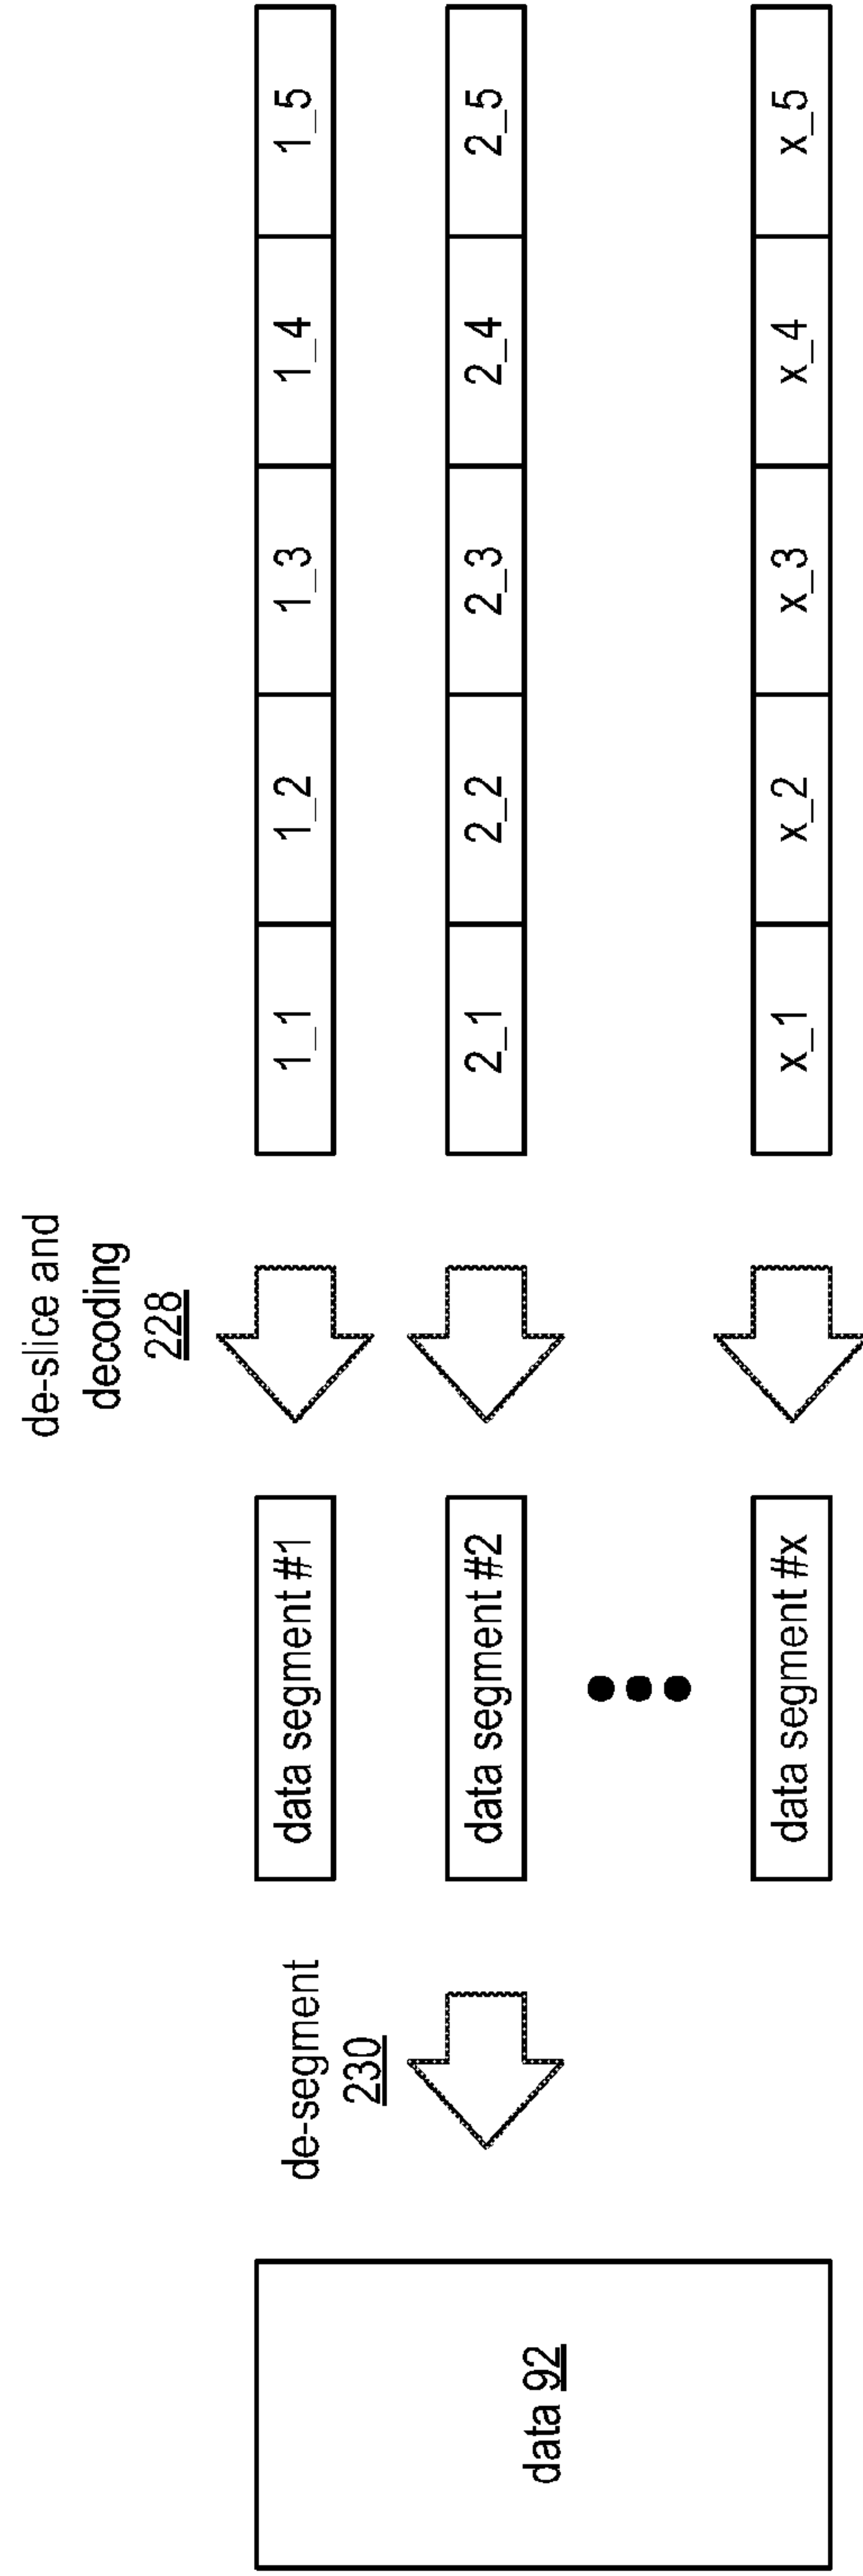 de-slice and
decoding
228
de-segment
230
data 92
data segment #1
1_1
1_2
1_3
1_4
1_5
data segment #2
2_1
2_2
2_3
2_4
2_5
data segment #x
x_1
x_2
x_3
x_4
x_5